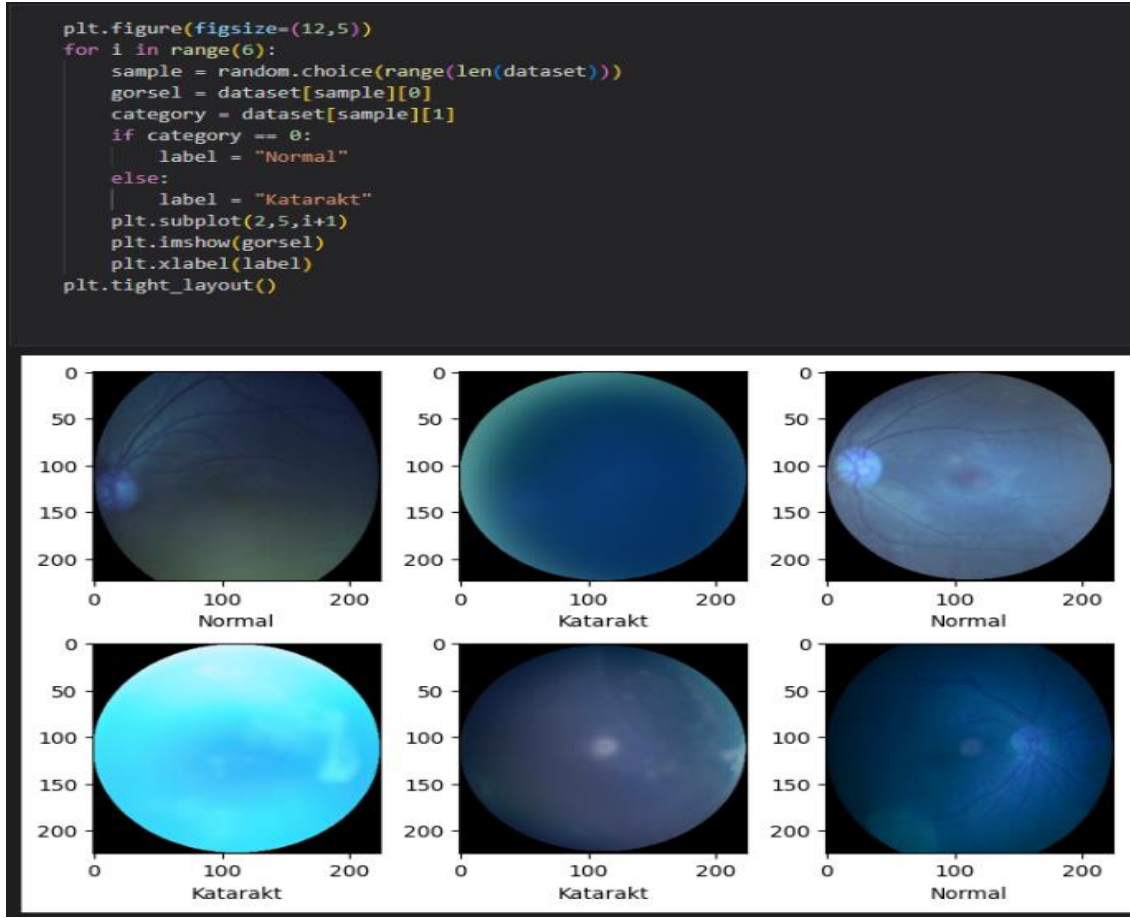 plt.figure(figsize=(12,5))
for i in range(6):
    sample = random.choice(range(len(dataset)))
    gorsel = dataset[sample][0]
    category = dataset[sample][1]
    if category == 0:
        label = "Normal"
    else:
        label = "Katarakt"
    plt.subplot(2,5,i+1)
    plt.imshow(gorsel)
    plt.xlabel(label)
plt.tight_layout()
0
50
100
150
200
0 100 200
Normal
0
50
100
150
200
0 100 200
Katarakt
0
50
100
150
200
0 100 200
Normal
0
50
100
150
200
0 100 200
Katarakt
0
50
100
150
200
0 100 200
Katarakt
0
50
100
150
200
0 100 200
Normal